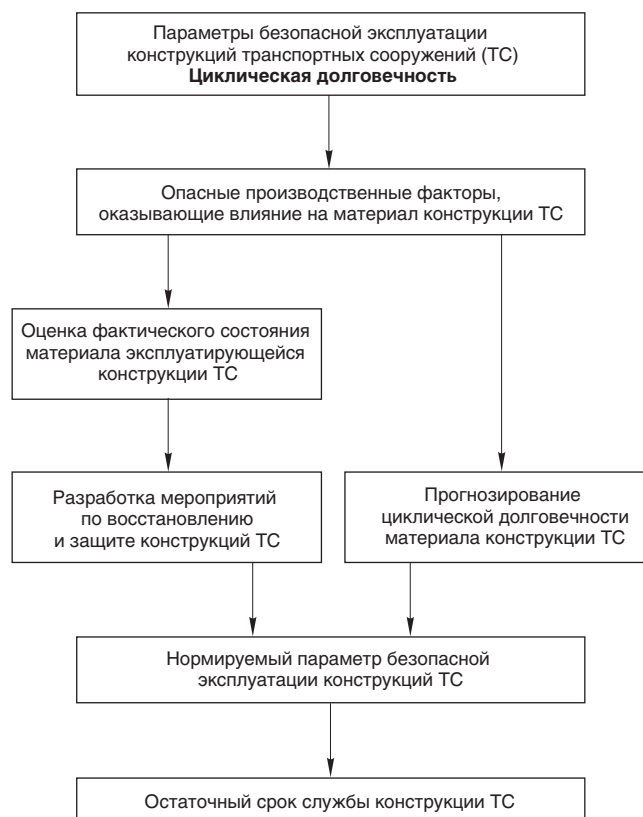 Параметры безопасной эксплуатации
конструкций транспортных сооружений (ТС)
Циклическая долговечность
Опасные производственные факторы,
оказывающие влияние на материал конструкции ТС
Оценка фактического состояния
материала эксплуатирующейся
конструкции ТС
Разработка мероприятий
по восстановлению
и защите конструкций ТС
Прогнозирование
циклической долговечности
материала конструкции ТС
Нормируемый параметр безопасной
эксплуатации конструкций ТС
Остаточный срок службы конструкции ТС